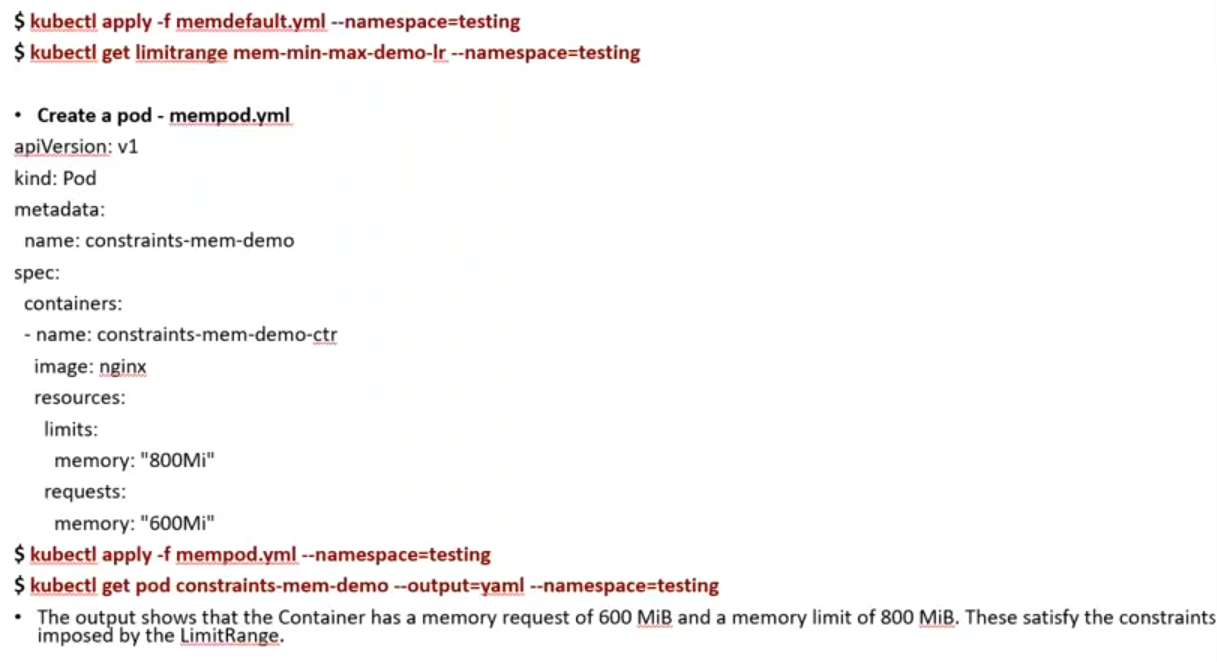 $ kubectl apply -f memdefault.yml --namespace=testing
$ kubectl get limitrange mem-min-max-demo-lr --namespace=testing
• Create a pod - mempod.yml
apiVersion: v1
kind: Pod
metadata:
  name: constraints-mem-demo
spec:
  containers:
  - name: constraints-mem-demo-ctr
    image: nginx
    resources:
      limits:
        memory: "800Mi"
      requests:
        memory: "600Mi"
$ kubectl apply -f mempod.yml --namespace=testing
$ kubectl get pod constraints-mem-demo --output=yaml --namespace=testing
• The output shows that the Container has a memory request of 600 MiB and a memory limit of 800 MiB. These satisfy the constraints
imposed by the LimitRange.